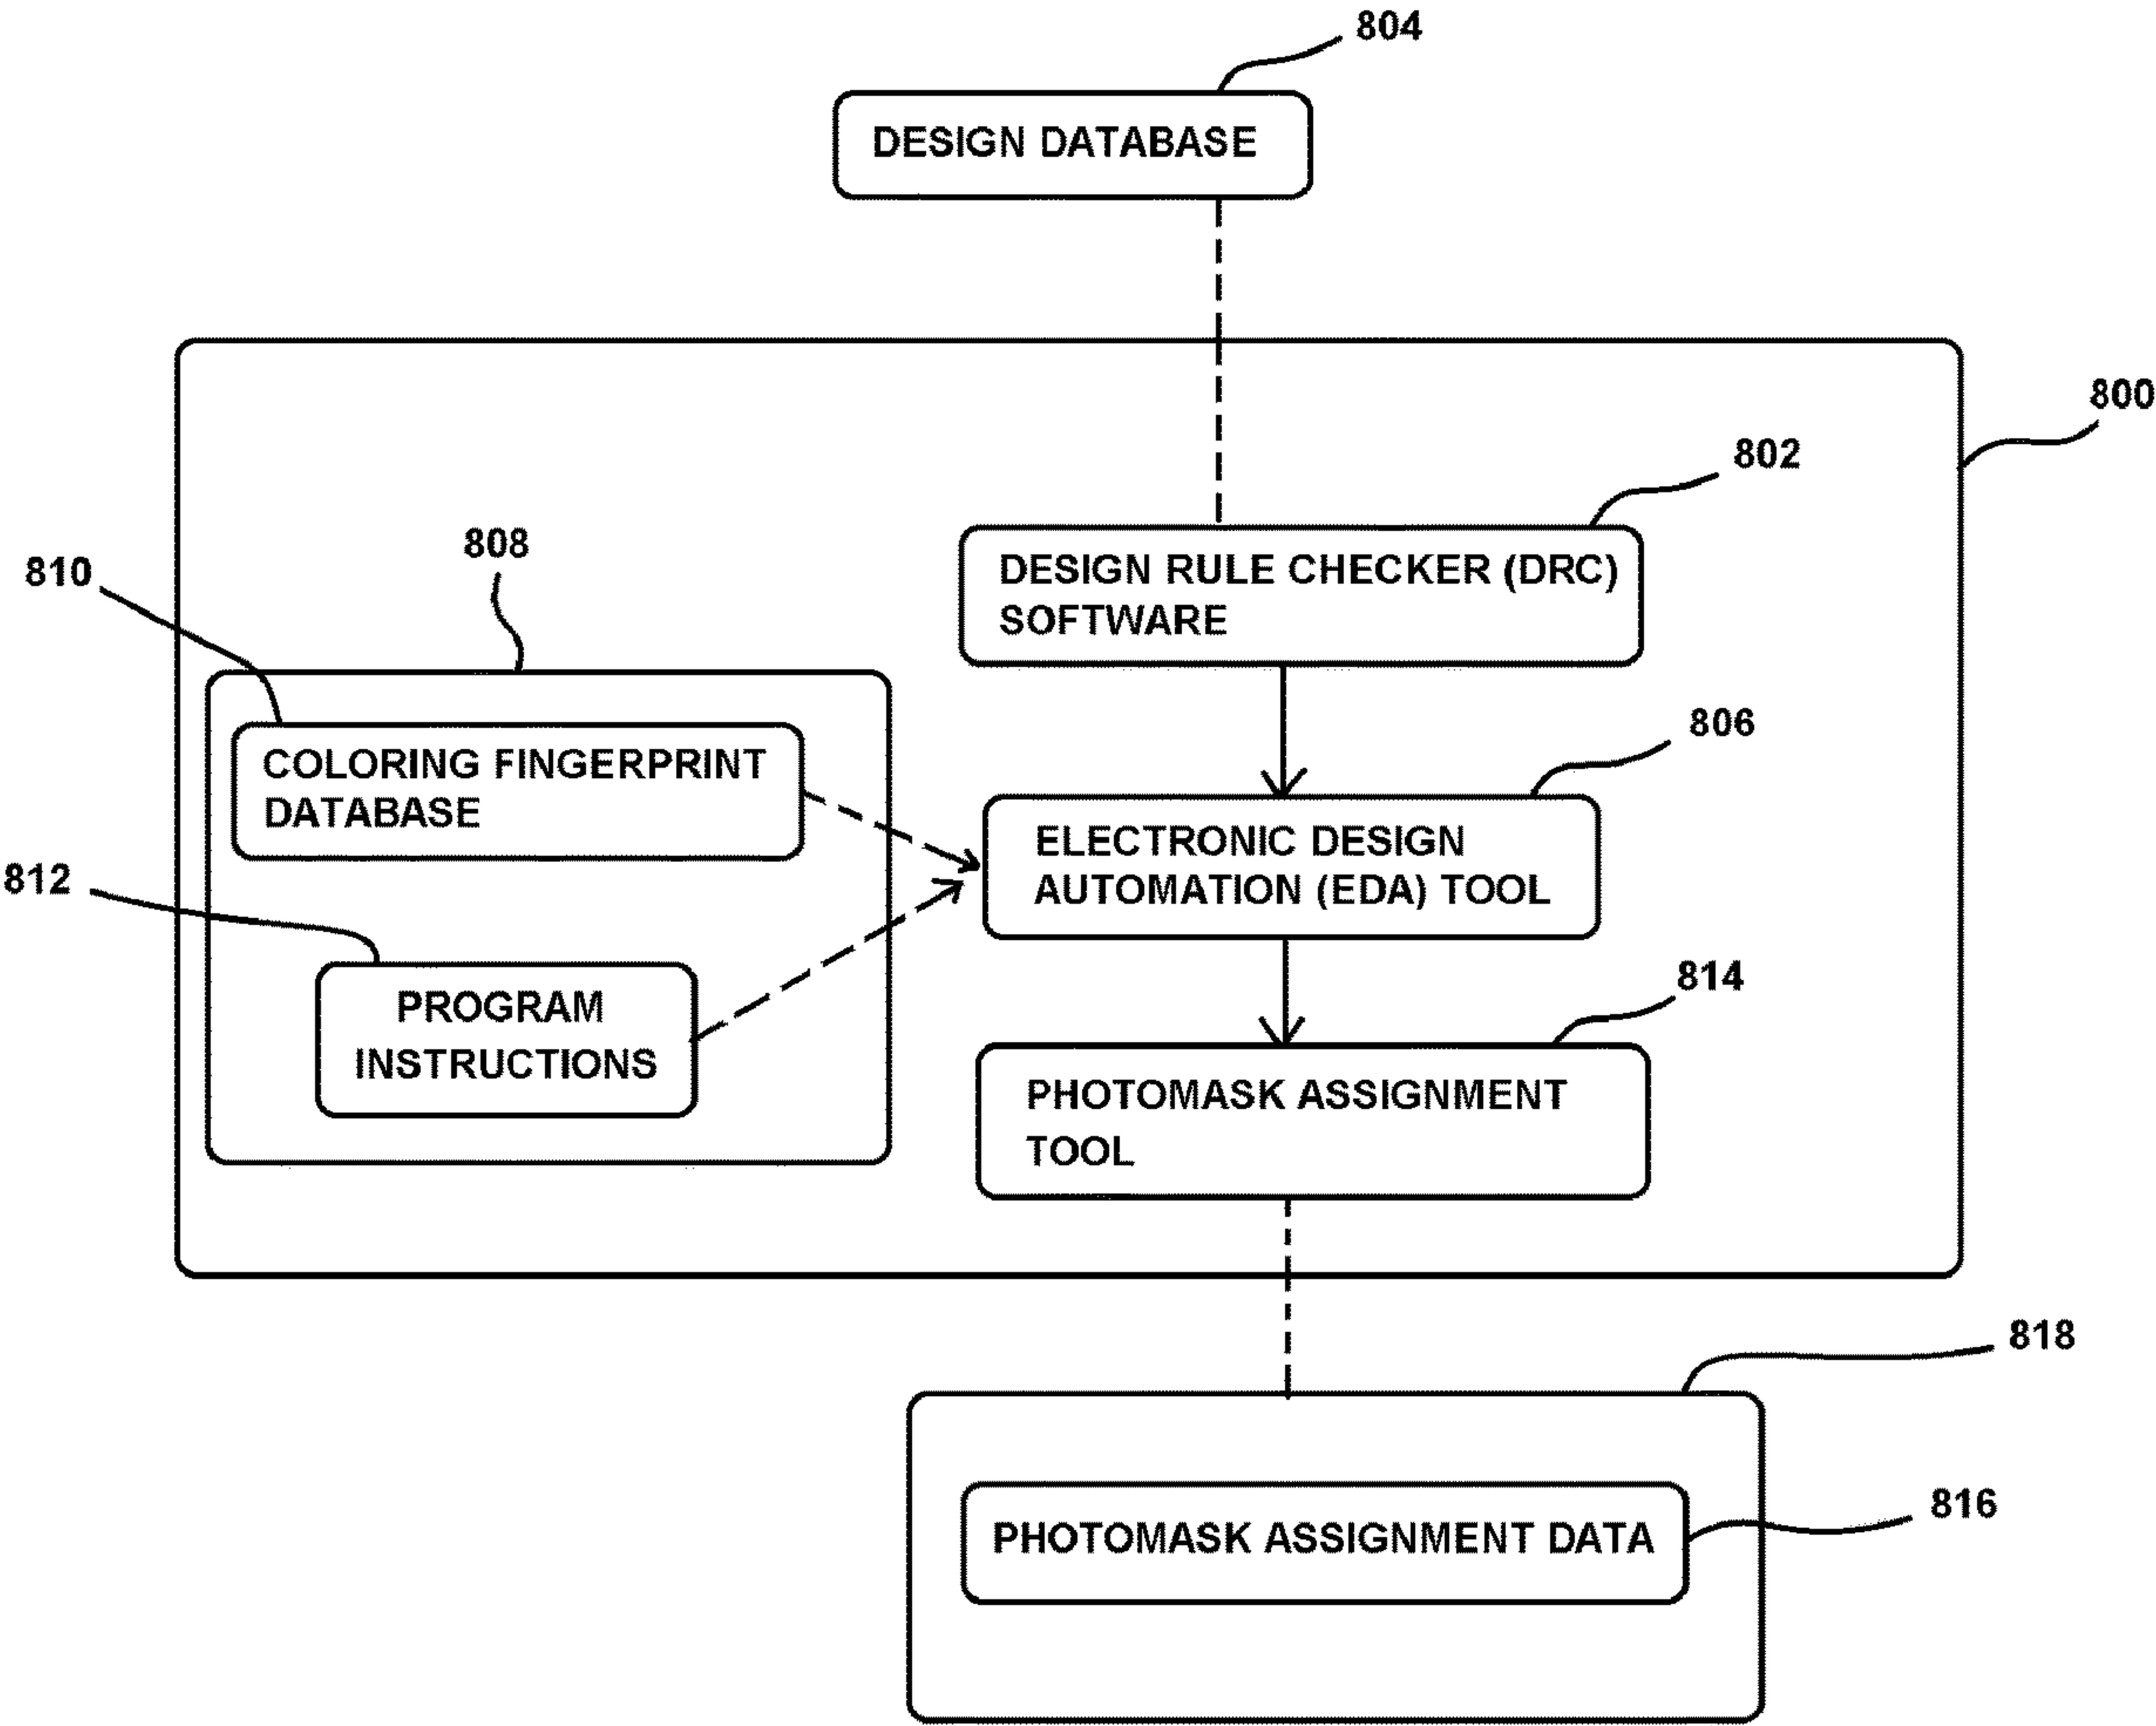 804
DESIGN DATABASE
800
802
808
DESIGN RULE CHECKER (DRC)
SOFTWARE
810
806
COLORING FINGERPRINT
DATABASE
ELECTRONIC DESIGN
AUTOMATION (EDA) TOOL
812
814
PROGRAM
INSTRUCTIONS
PHOTOMASK ASSIGNMENT
TOOL
818
816
PHOTOMASK ASSIGNMENT DATA